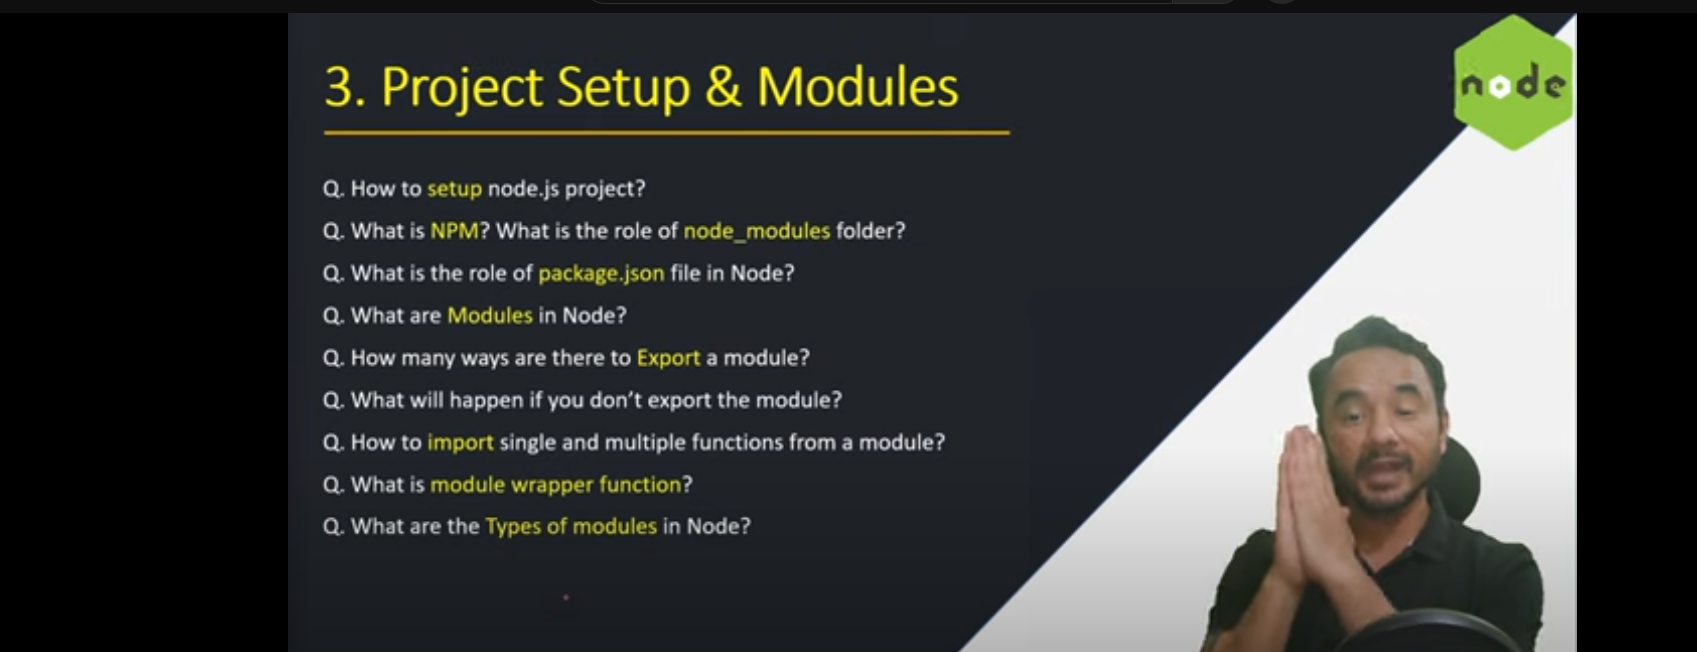 3. Project Setup & Modules
node
Q. How to setup node.js project?
Q. What is NPM? What is the role of node_modules folder?
Q. What is the role of package.json file in Node?
Q. What are Modules in Node?
Q. How many ways are there to Export a module?
Q. What will happen if you don’t export the module?
Q. How to import single and multiple functions from a module?
Q. What is module wrapper function?
Q. What are the Types of modules in Node?